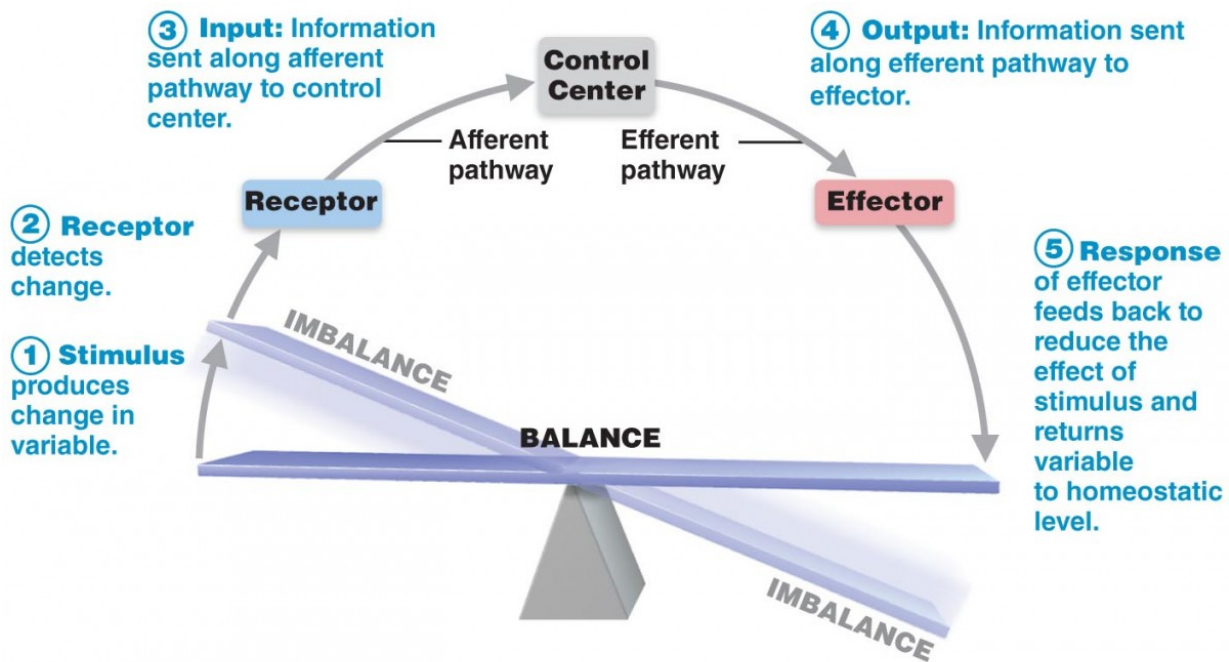 ③ Input: Information
sent along afferent
pathway to control
center.
Control
Center
④ Output: Information sent
along efferent pathway to
effector.
Afferent
pathway
Efferent
pathway
Receptor
Effector
② Receptor
detects
change.
① Stimulus
produces
change in
variable.
⑤ Response
of effector
feeds back to
reduce the
effect of
stimulus and
returns
variable
to homeostatic
level.
IMBALANCE
BALANCE
IMBALANCE